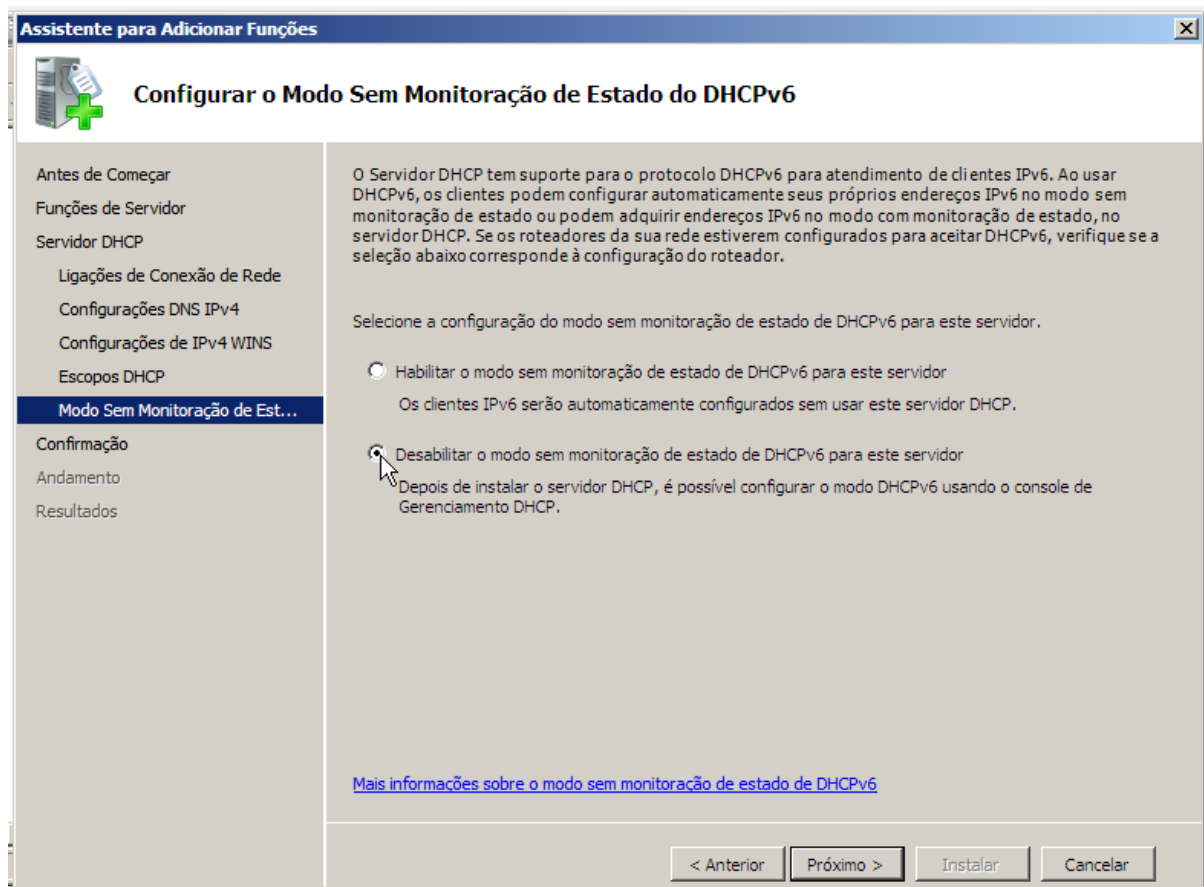 Assistente para Adicionar Funções
Configurar o Modo Sem Monitoração de Estado do DHCPv6
Antes de Começar
Funções de Servidor
Servidor DHCP
Ligações de Conexão de Rede
Configurações DNS IPv4
Configurações de IPv4 WINS
Escopos DHCP
Modo Sem Monitoração de Est...
Confirmação
Andamento
Resultados
O Servidor DHCP tem suporte para o protocolo DHCPv6 para atendimento de clientes IPv6. Ao usar
DHCPv6, os clientes podem configurar automaticamente seus próprios endereços IPv6 no modo sem
monitoração de estado ou podem adquirir endereços IPv6 no modo com monitoração de estado, no
servidor DHCP. Se os roteadores da sua rede estiverem configurados para aceitar DHCPv6, verifique se a
seleção abaixo corresponde à configuração do roteador.
Selecione a configuração do modo sem monitoração de estado de DHCPv6 para este servidor.
Habilitar o modo sem monitoração de estado de DHCPv6 para este servidor
Os clientes IPv6 serão automaticamente configurados sem usar este servidor DHCP.
Desabilitar o modo sem monitoração de estado de DHCPv6 para este servidor
Depois de instalar o servidor DHCP, é possível configurar o modo DHCPv6 usando o console de
Gerenciamento DHCP.
Mais informações sobre o modo sem monitoração de estado de DHCPv6
< Anterior
Próximo >
Instalar
Cancelar